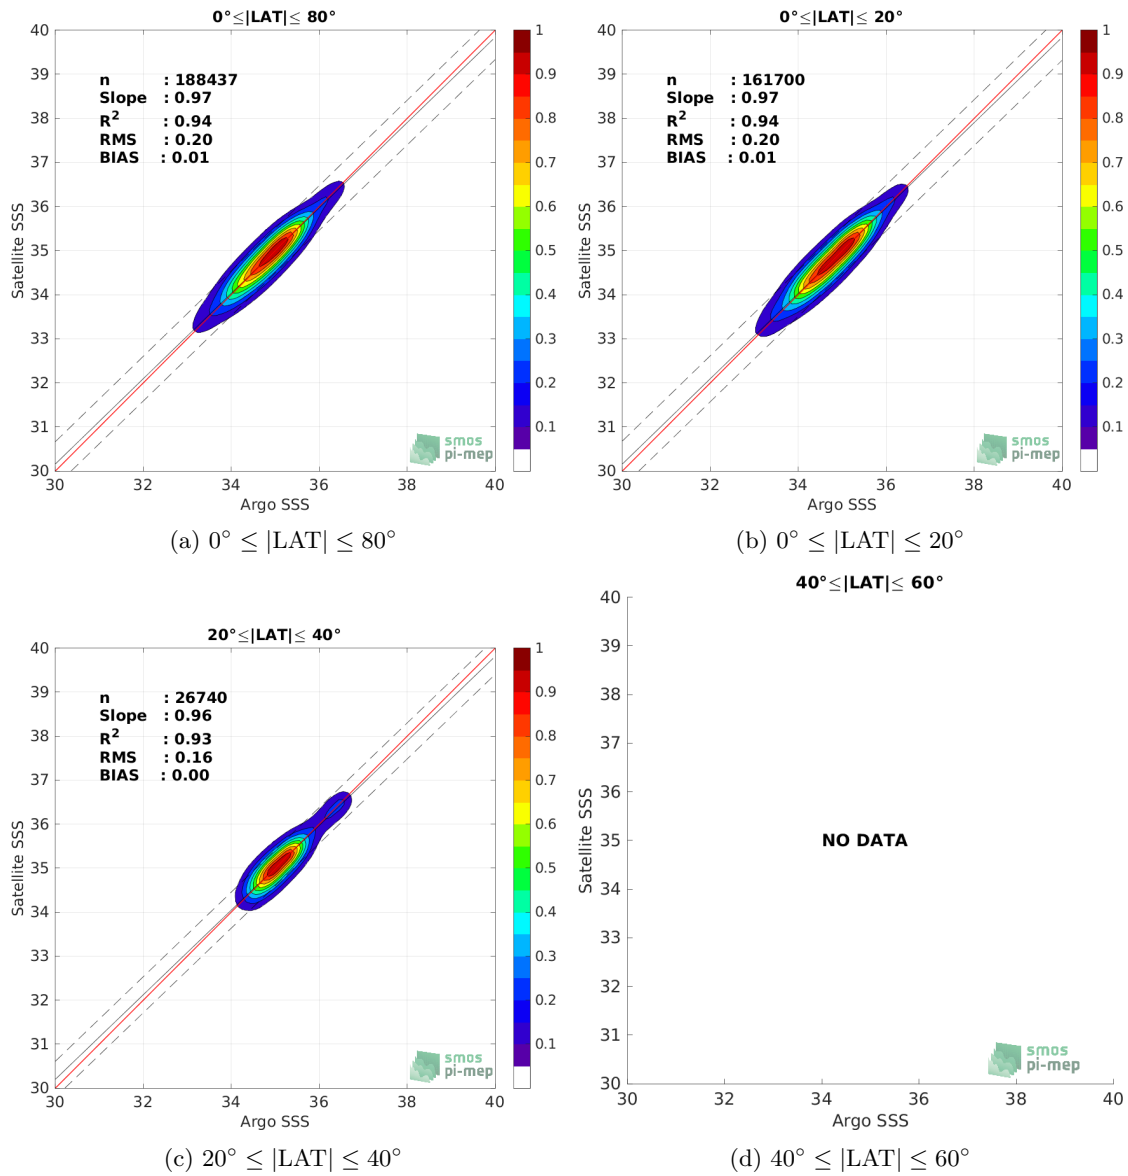 0°≤|LAT|≤ 80°
40
39
38
37
36
35
34
33
32
31
30
Satellite SSS
n : 188437
Slope : 0.97
R² : 0.94
RMS : 0.20
BIAS : 0.01
smos
pi-mep
30 32 34 36 38 40
Argo SSS
1
0.9
0.8
0.7
0.6
0.5
0.4
0.3
0.2
0.1
(a) 0° ≤ |LAT| ≤ 80°
0°≤|LAT|≤ 20°
40
39
38
37
36
35
34
33
32
31
30
Satellite SSS
n : 161700
Slope : 0.97
R² : 0.94
RMS : 0.20
BIAS : 0.01
smos
pi-mep
30 32 34 36 38 40
Argo SSS
1
0.9
0.8
0.7
0.6
0.5
0.4
0.3
0.2
0.1
(b) 0° ≤ |LAT| ≤ 20°
20°≤|LAT|≤ 40°
40
39
38
37
36
35
34
33
32
31
30
Satellite SSS
n : 26740
Slope : 0.96
R² : 0.93
RMS : 0.16
BIAS : 0.00
smos
pi-mep
30 32 34 36 38 40
Argo SSS
1
0.9
0.8
0.7
0.6
0.5
0.4
0.3
0.2
0.1
(c) 20° ≤ |LAT| ≤ 40°
40°≤|LAT|≤ 60°
40
39
38
37
36
35
34
33
32
31
30
Satellite SSS
NO DATA
smos
pi-mep
30 32 34 36 38 40
Argo SSS
(d) 40° ≤ |LAT| ≤ 60°